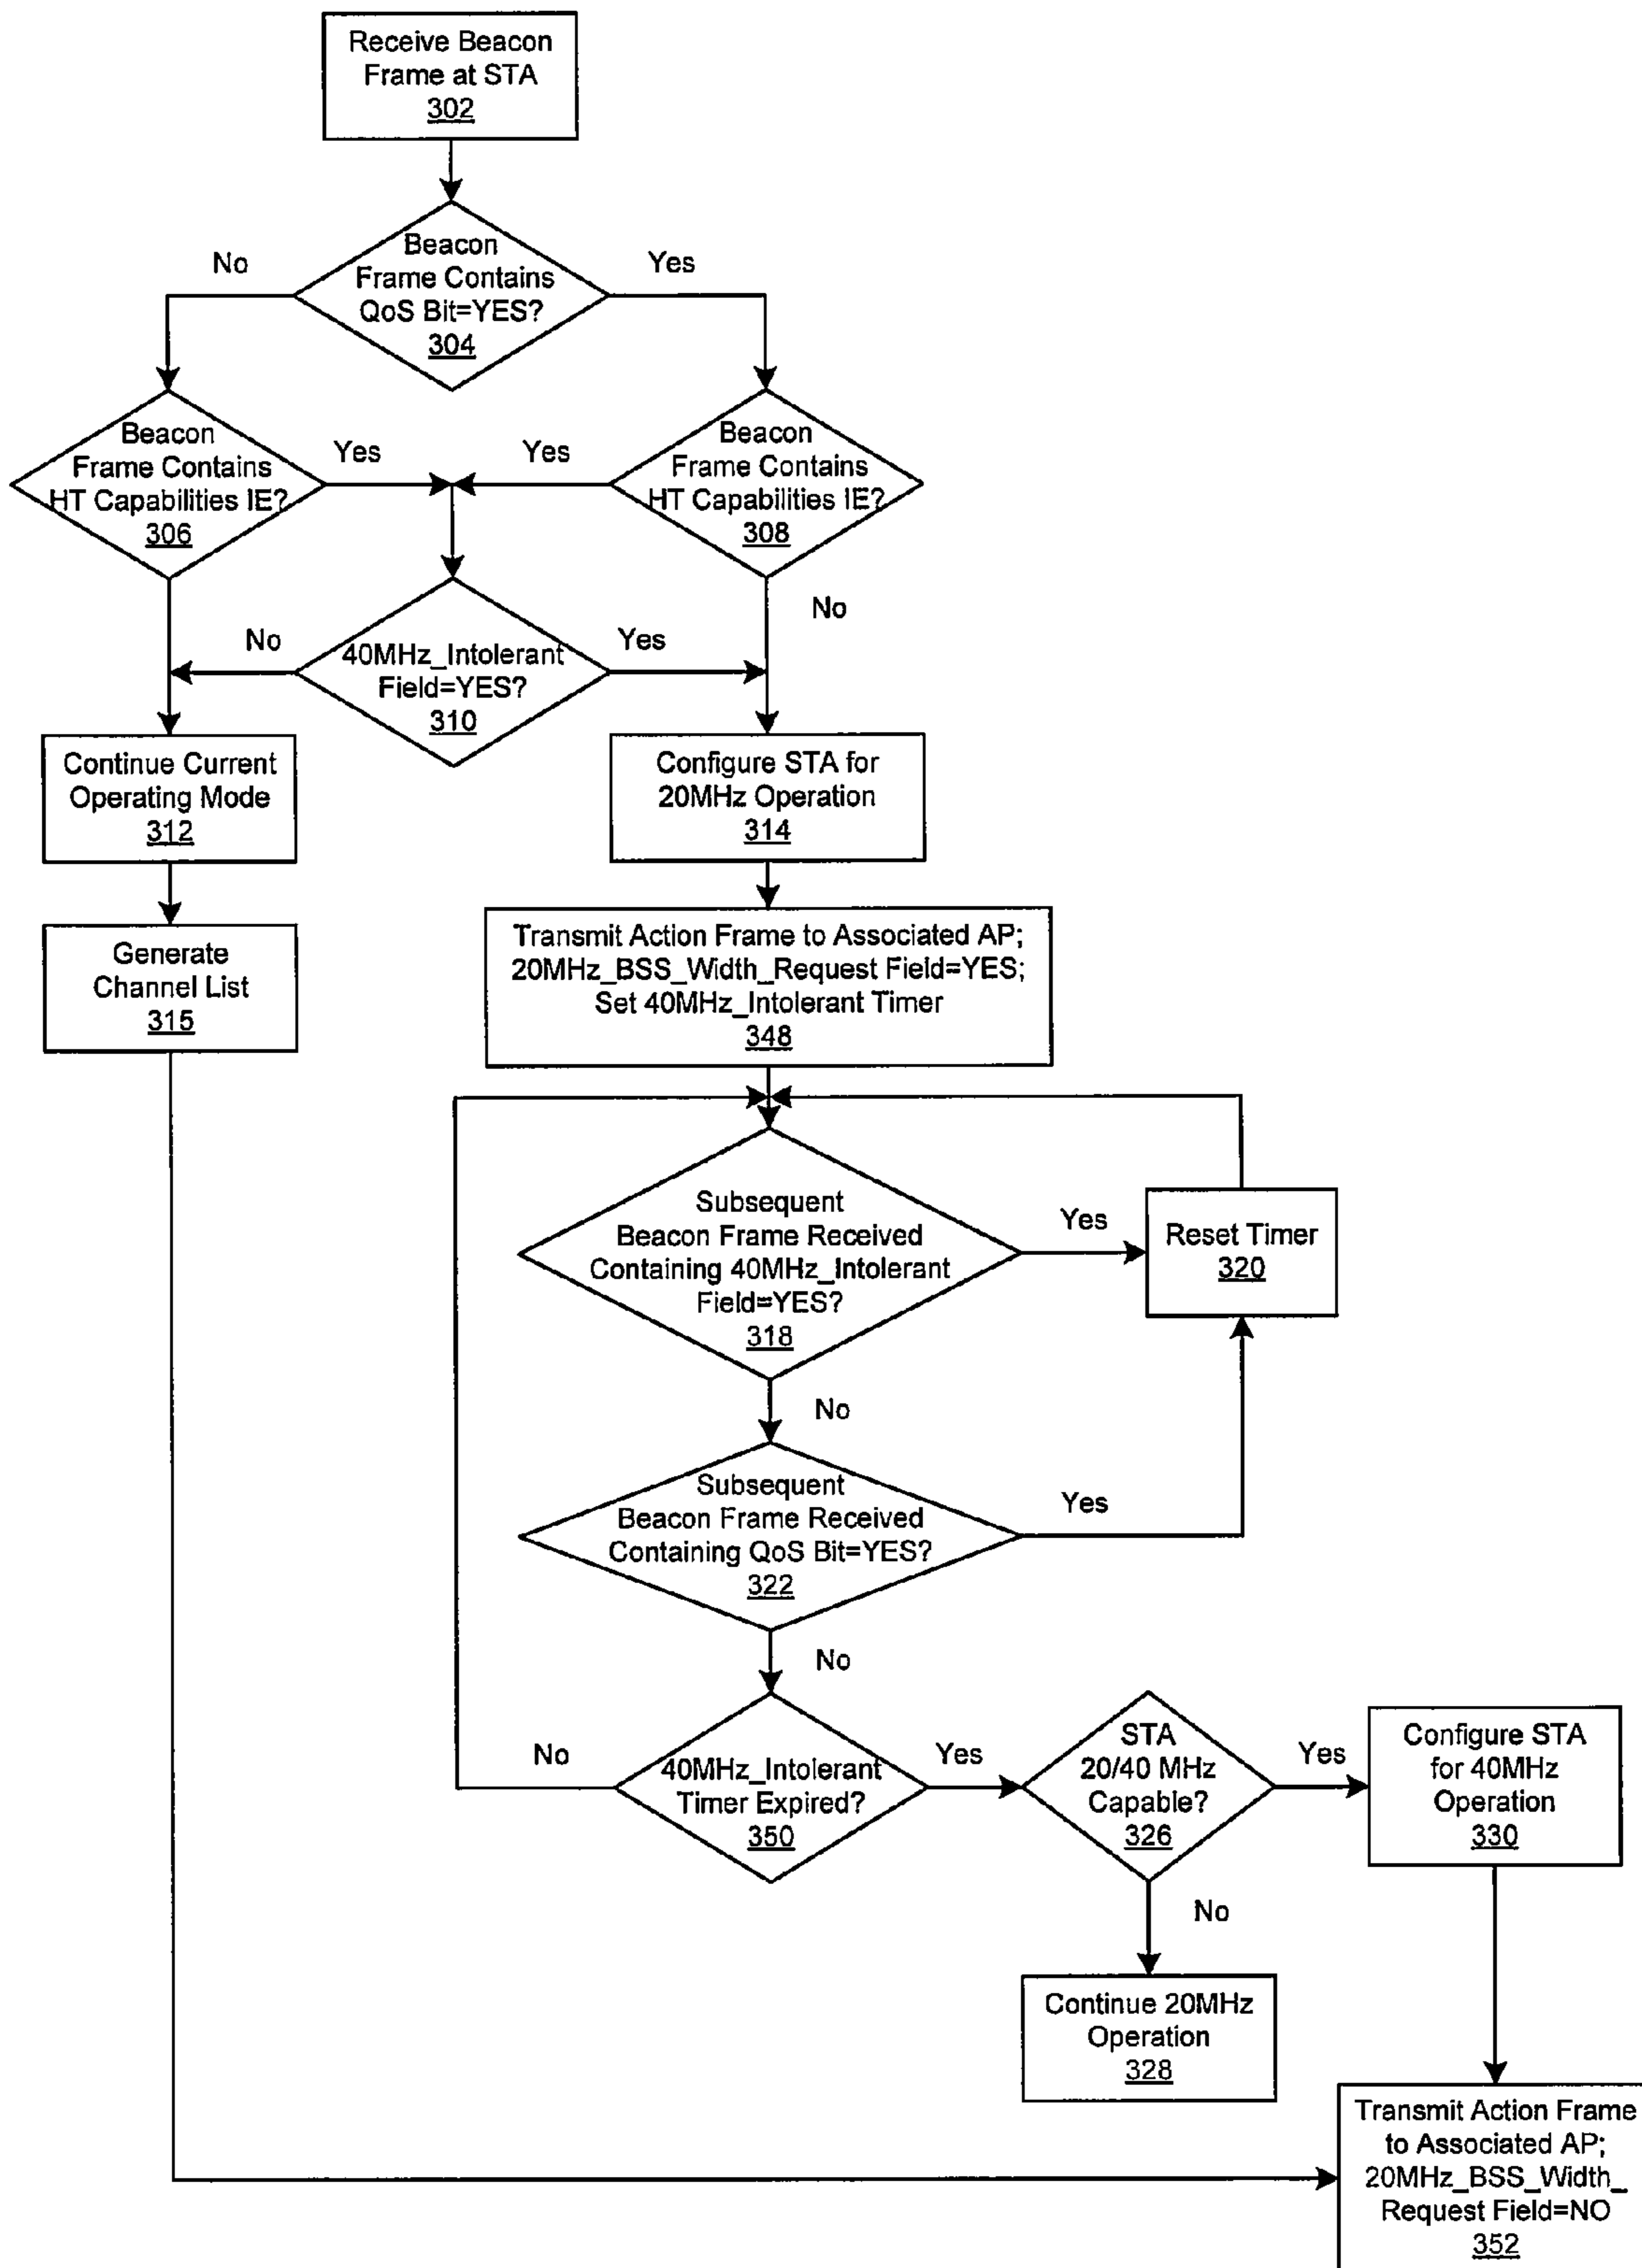 Receive Beacon
Frame at STA
302
Beacon
Frame Contains
QoS Bit=YES?
304
No
Yes
Beacon
Frame Contains
HT Capabilities IE?
306
Yes
Yes
Beacon
Frame Contains
HT Capabilities IE?
308
No
No
40MHz_Intolerant
Field=YES?
310
Yes
Continue Current
Operating Mode
312
Configure STA for
20MHz Operation
314
Generate
Channel List
315
Transmit Action Frame to Associated AP;
20MHz_BSS_Width_Request Field=YES;
Set 40MHz_Intolerant Timer
348
Subsequent
Beacon Frame Received
Containing 40MHz_Intolerant
Field=YES?
318
Yes
Reset Timer
320
No
Subsequent
Beacon Frame Received
Containing QoS Bit=YES?
322
Yes
No
No
40MHz_Intolerant
Timer Expired?
350
Yes
STA
20/40 MHz
Capable?
326
Yes
Configure STA
for 40MHz
Operation
330
No
Continue 20MHz
Operation
328
Transmit Action Frame
to Associated AP;
20MHz_BSS_Width_
Request Field=NO
352